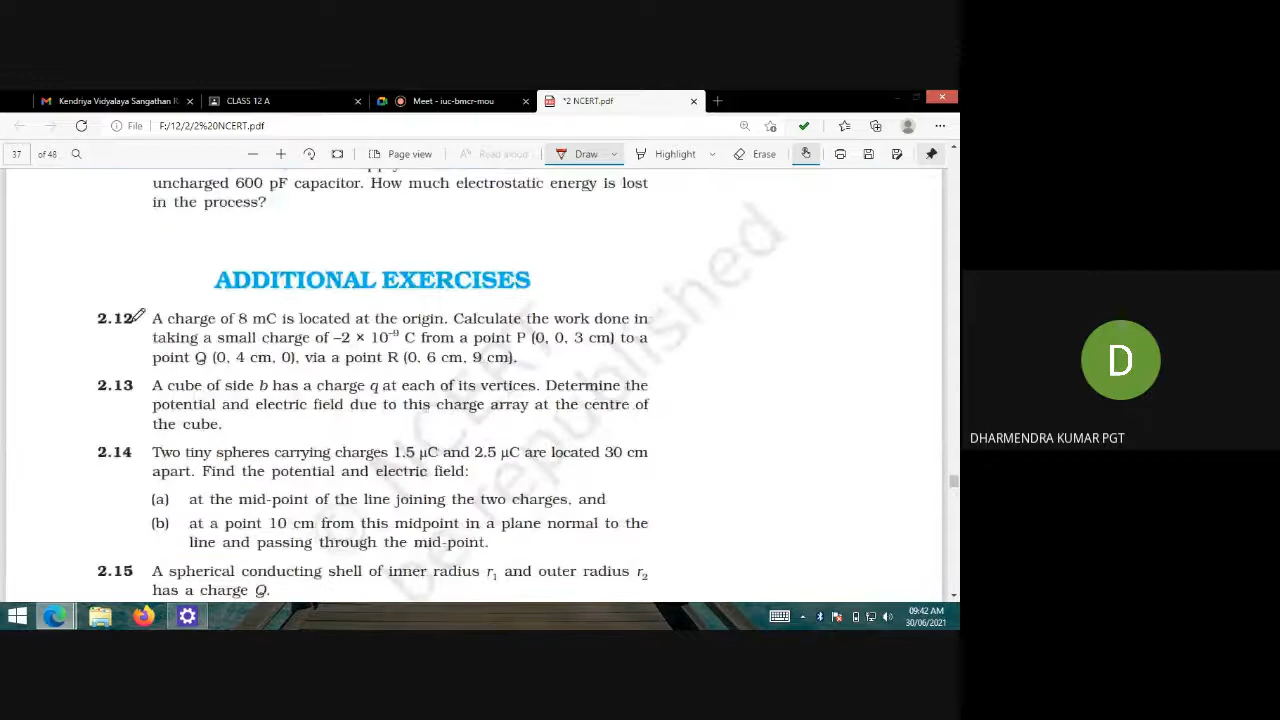 Kendriya Vidyalaya Sangathan R
CLASS 12 A
Meet - iuc-bmcr-mou
*2 NCERT.pdf
File
F:/12/2/2%20NCERT.pdf
37 of 48
Page view
Read aloud
Draw
Highlight
Erase
uncharged 600 pF capacitor. How much electrostatic energy is lost
in the process?
ADDITIONAL EXERCISES
2.12 A charge of 8 mC is located at the origin. Calculate the work done in
taking a small charge of –2 × 10⁻⁹ C from a point P (0, 0, 3 cm) to a
point Q (0, 4 cm, 0), via a point R (0, 6 cm, 9 cm).
2.13 A cube of side b has a charge q at each of its vertices. Determine the
potential and electric field due to this charge array at the centre of
the cube.
2.14 Two tiny spheres carrying charges 1.5 μC and 2.5 μC are located 30 cm
apart. Find the potential and electric field:
(a) at the mid-point of the line joining the two charges, and
(b) at a point 10 cm from this midpoint in a plane normal to the
line and passing through the mid-point.
2.15 A spherical conducting shell of inner radius r₁ and outer radius r₂
has a charge Q.
© NCERT
be republished
D
DHARMENDRA KUMAR PGT
09:42 AM
30/06/2021